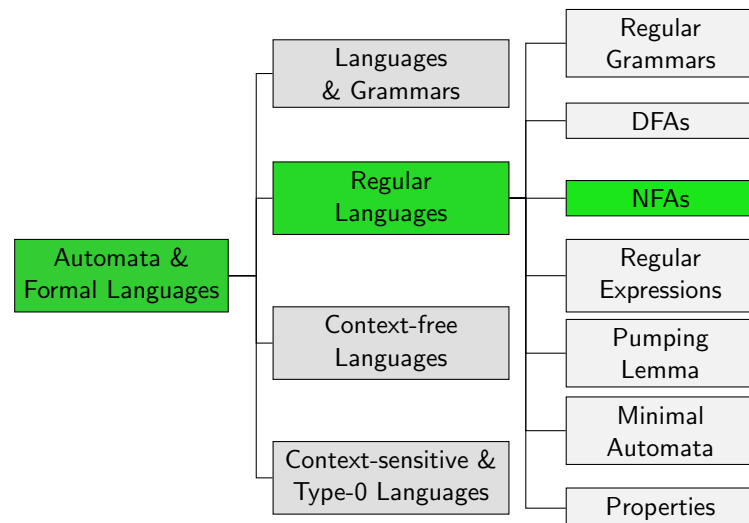 Automata &
Formal Languages
Languages
& Grammars
Regular
Languages
Context-free
Languages
Context-sensitive &
Type-0 Languages
Regular
Grammars
DFAs
NFAs
Regular
Expressions
Pumping
Lemma
Minimal
Automata
Properties